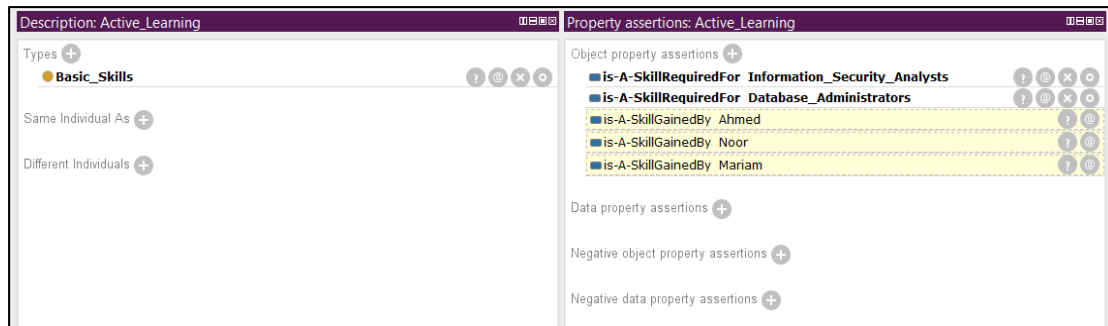 Description: Active_Learning
Types
Basic_Skills
Same Individual As
Different Individuals
Property assertions: Active_Learning
Object property assertions
is-A-SkillRequiredFor Information_Security_Analysts
is-A-SkillRequiredFor Database_Administrators
is-A-SkillGainedBy Ahmed
is-A-SkillGainedBy Noor
is-A-SkillGainedBy Mariam
Data property assertions
Negative object property assertions
Negative data property assertions